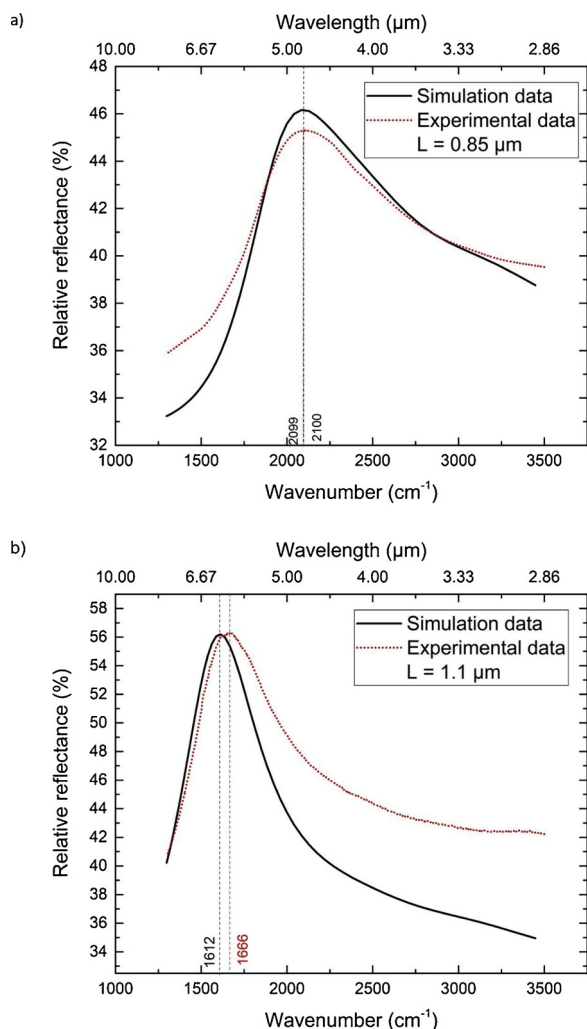 a)
Wavelength (µm)
10.00 6.67 4.80 4.00 3.33 2.86
48
46
44
42
40
38
36
34
32
Relative reflectance (%)
Simulation data
Experimental data
L = 0.85 µm
2099
2100
1000 1500 2000 2500 3000 3500
Wavenumber (cm⁻¹)
b)
Wavelength (µm)
10.00 6.67 4.80 4.00 3.33 2.86
58
56
54
52
50
48
46
44
42
40
38
36
34
Relative reflectance (%)
Simulation data
Experimental data
L = 1.1 µm
1612
1666
1000 1500 2000 2500 3000 3500
Wavenumber (cm⁻¹)